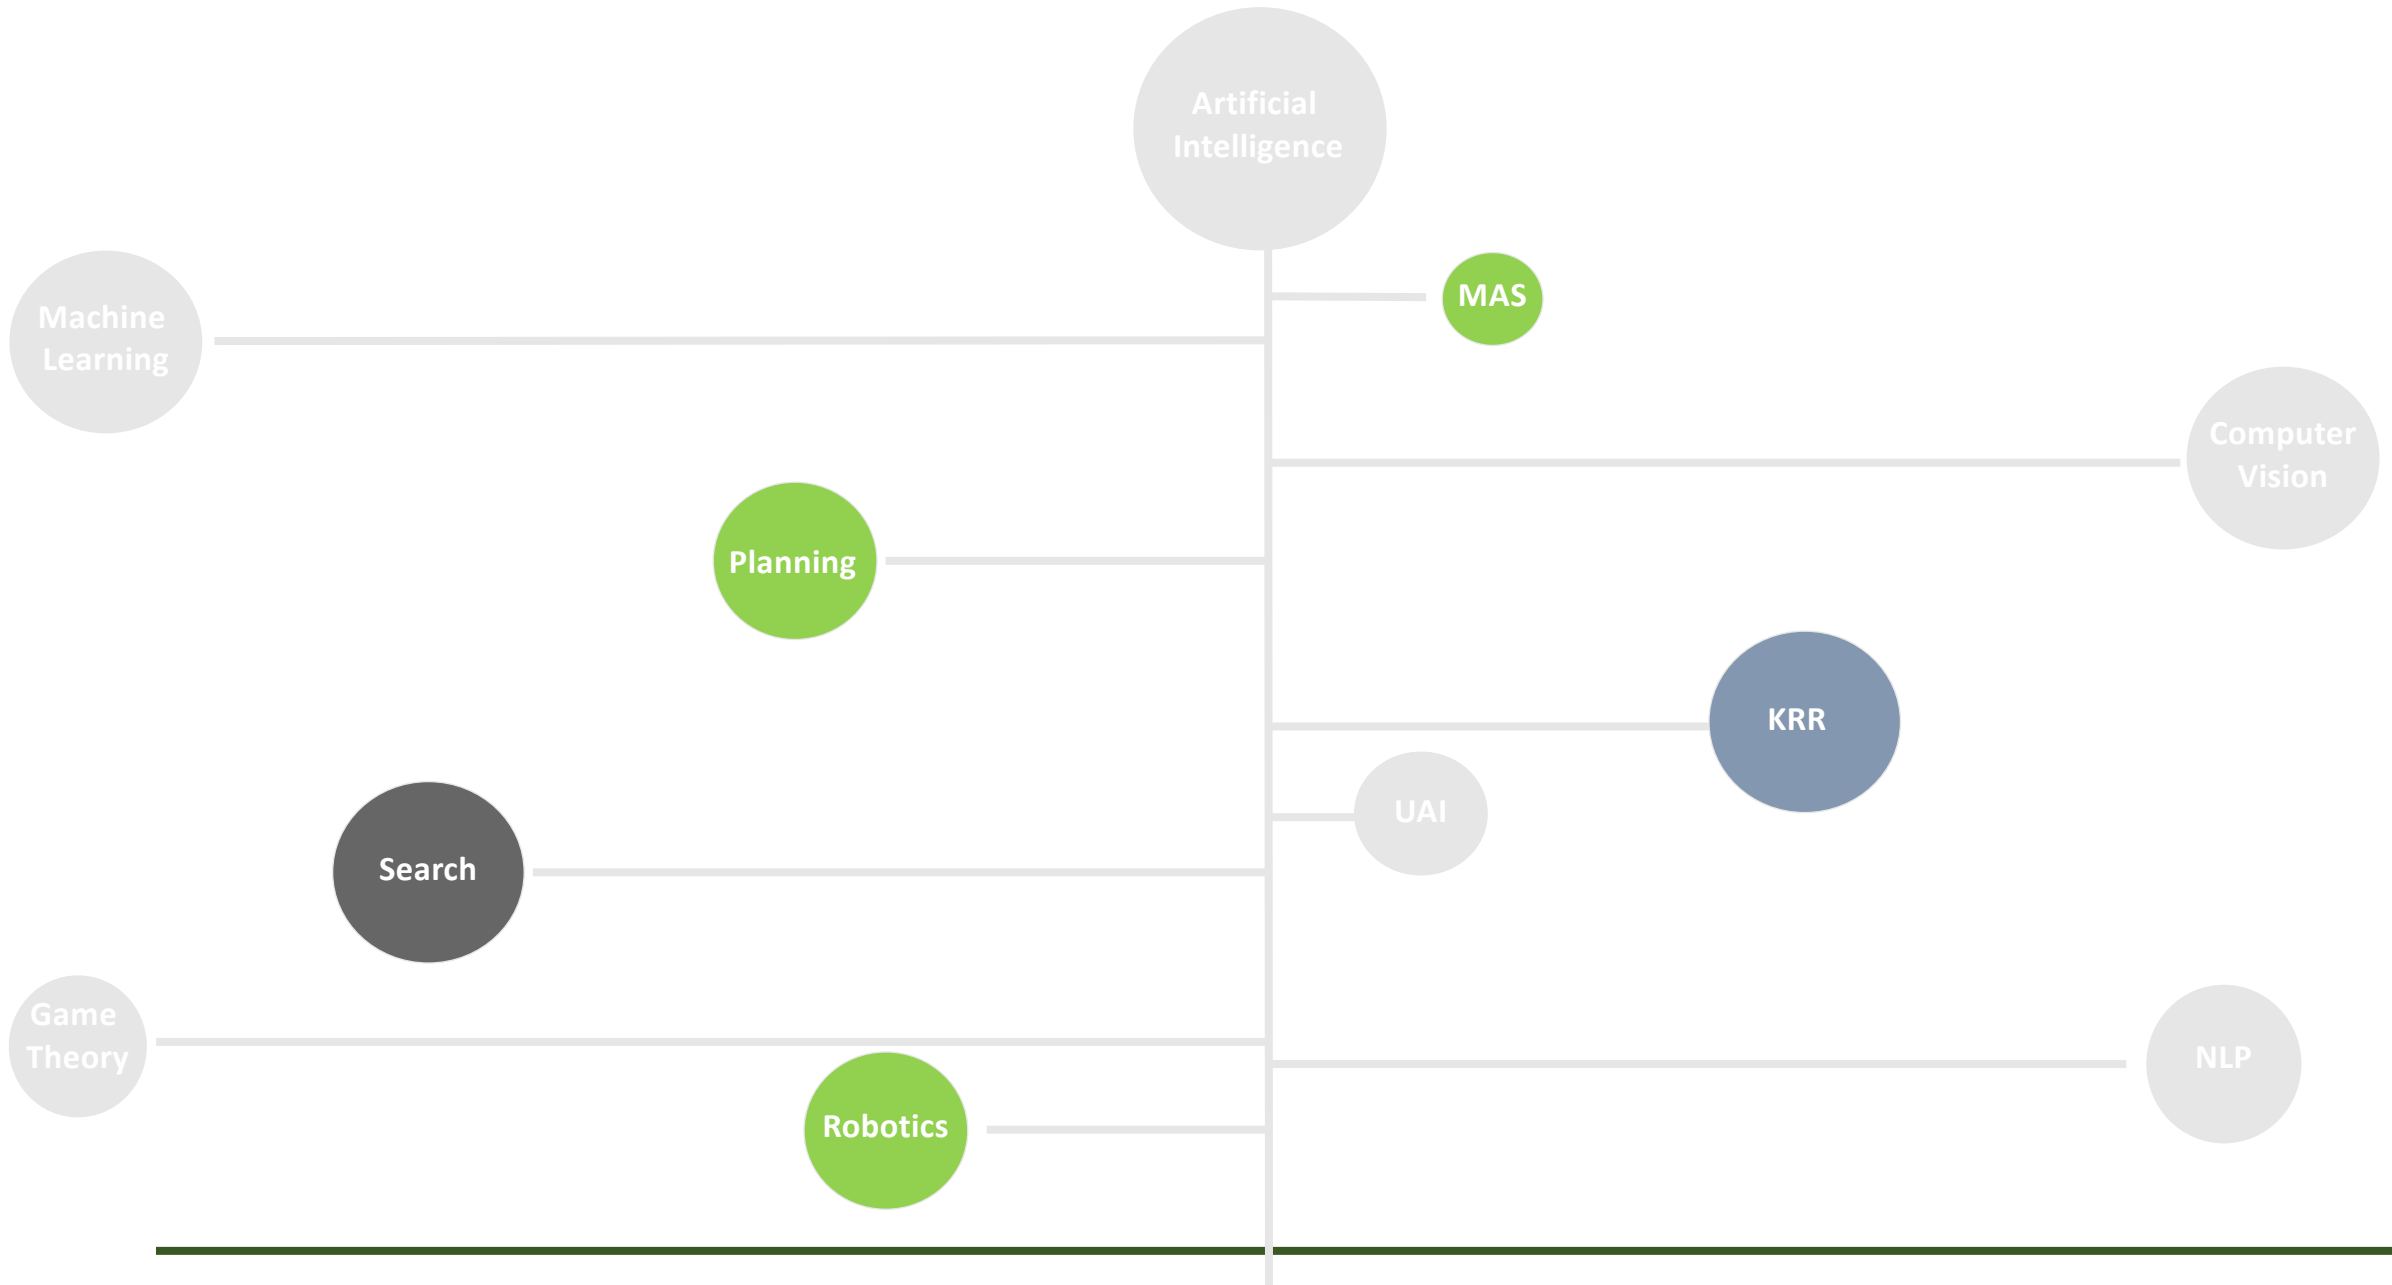 Artificial
Intelligence
MAS
Machine
Learning
Computer
Vision
Planning
KRR
UAI
Search
Game
Theory
NLP
Robotics